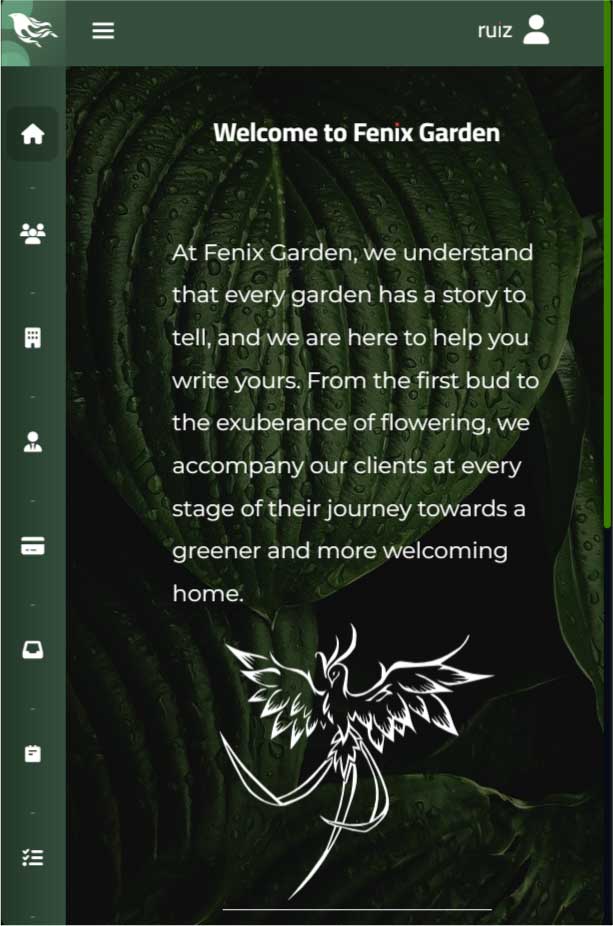 ruiz
Welcome to Fenix Garden
At Fenix Garden, we understand
that every garden has a story to
tell, and we are here to help you
write yours. From the first bud to
the exuberance of flowering, we
accompany our clients at every
stage of their journey towards a
greener and more welcoming
home.